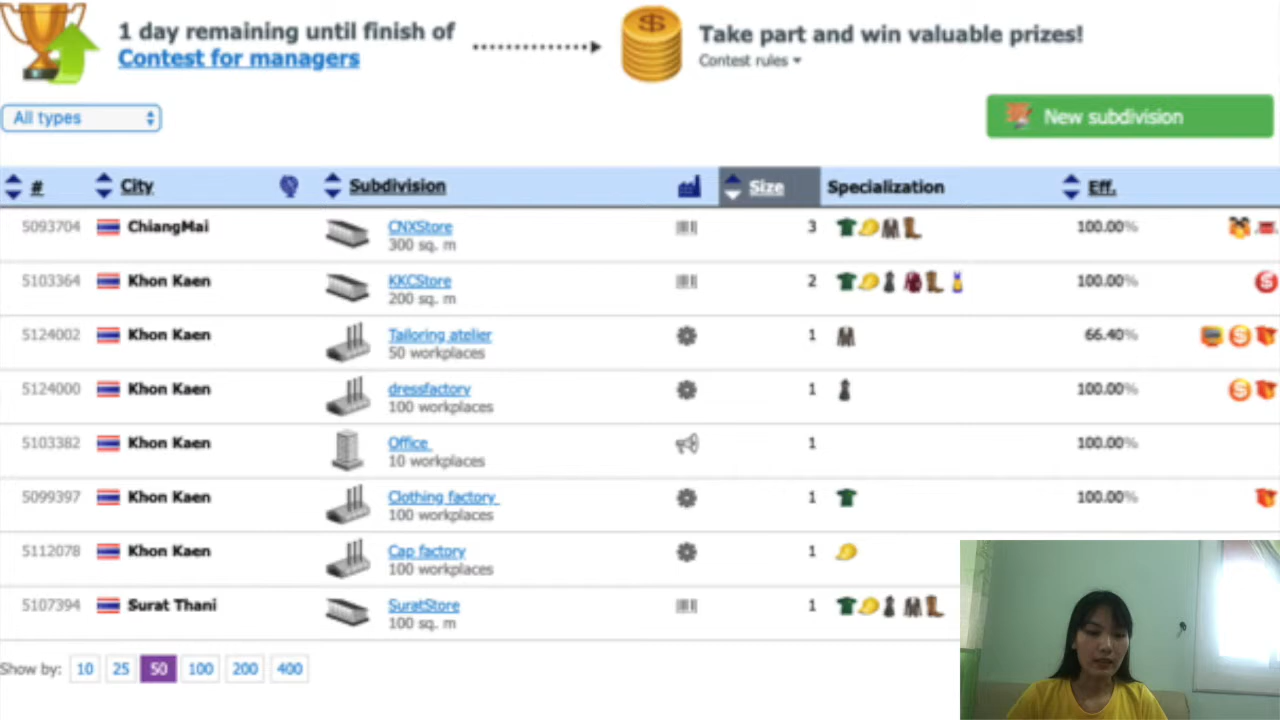 1 day remaining until finish of
Contest for managers
Take part and win valuable prizes!
Contest rules
All types
New subdivision
# City Subdivision Size Specialization Eff.
5093704 ChiangMai CNXStore 3 100.00%
300 sq. m
5103364 Khon Kaen KKCStore 2 100.00%
200 sq. m
5124002 Khon Kaen Tailoring atelier 1 66.40%
50 workplaces
5124000 Khon Kaen dressfactory 1 100.00%
100 workplaces
5103382 Khon Kaen Office 1 100.00%
10 workplaces
5099397 Khon Kaen Clothing factory 1 100.00%
100 workplaces
5112078 Khon Kaen Cap factory 1
100 workplaces
5107394 Surat Thani SuratStore 1
100 sq. m
Show by: 10 25 50 100 200 400